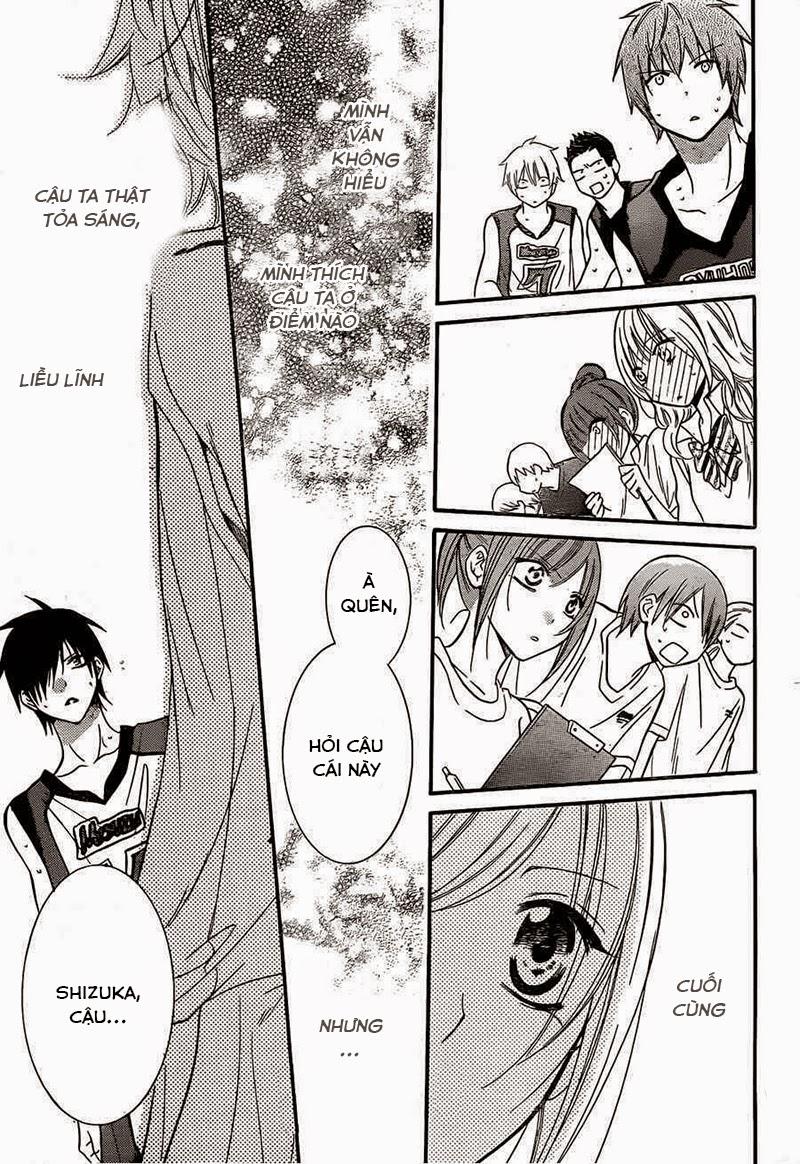 CUỐI
CÙNG
MÌNH
VẪN
KHÔNG
HIỂU
MÌNH THÍCH
CẬU TA Ở
ĐIỂM NÀO
À
QUÊN,
HỎI CẬU
CÁI NÀY
NHƯNG
...
CẬU TA THẬT
TỎA SÁNG,
LIỀU LĨNH
SHIZUKA,
CẬU...